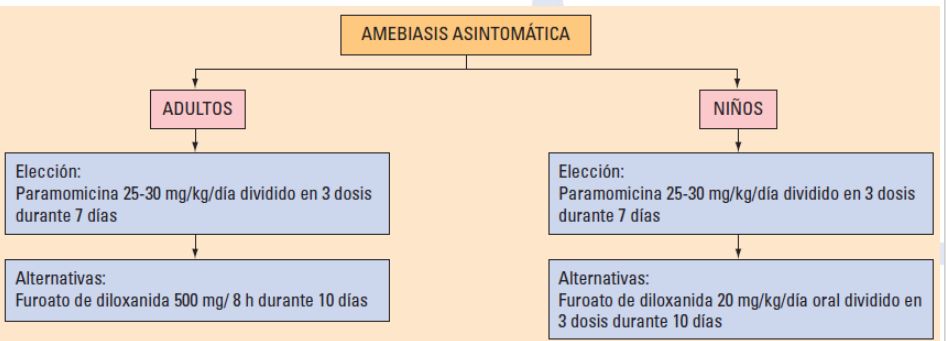 AMEBIASIS ASINTOMÁTICA
ADULTOS
NIÑOS
Elección:
Paramomicina 25-30 mg/kg/día dividido en 3 dosis
durante 7 días
Elección:
Paramomicina 25-30 mg/kg/día dividido en 3 dosis
durante 7 días
Alternativas:
Furoato de diloxanida 500 mg/ 8 h durante 10 días
Alternativas:
Furoato de diloxanida 20 mg/kg/día oral dividido en
3 dosis durante 10 días